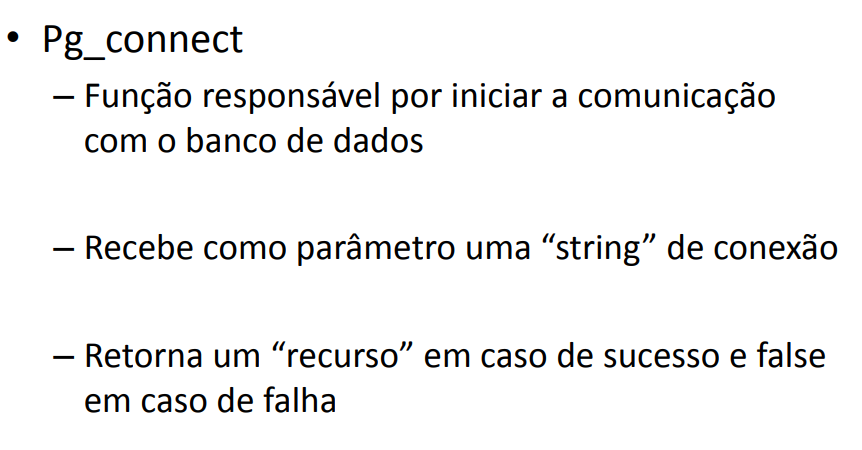 • Pg_connect
– Função responsável por iniciar a comunicação
com o banco de dados
– Recebe como parâmetro uma “string” de conexão
– Retorna um “recurso” em caso de sucesso e false
em caso de falha